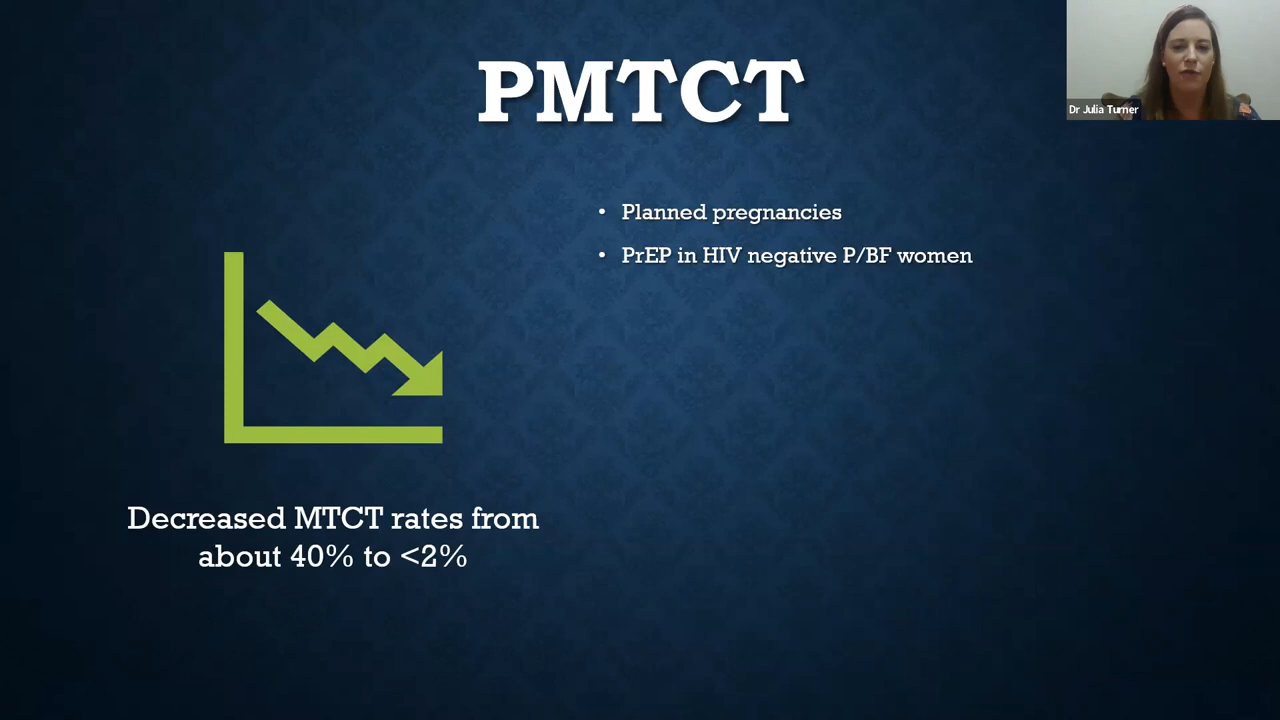 PMTCT
Dr Julia Turner
• Planned pregnancies
• PrEP in HIV negative P/BF women
Decreased MTCT rates from
about 40% to <2%